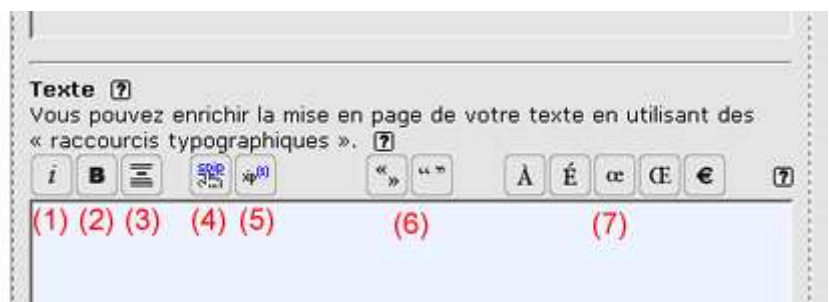 Texte ?
Vous pouvez enrichir la mise en page de votre texte en utilisant des
« raccourcis typographiques ». ?
i B « » “ ” À É œ Œ € ?
(1) (2) (3) (4) (5) (6) (7)